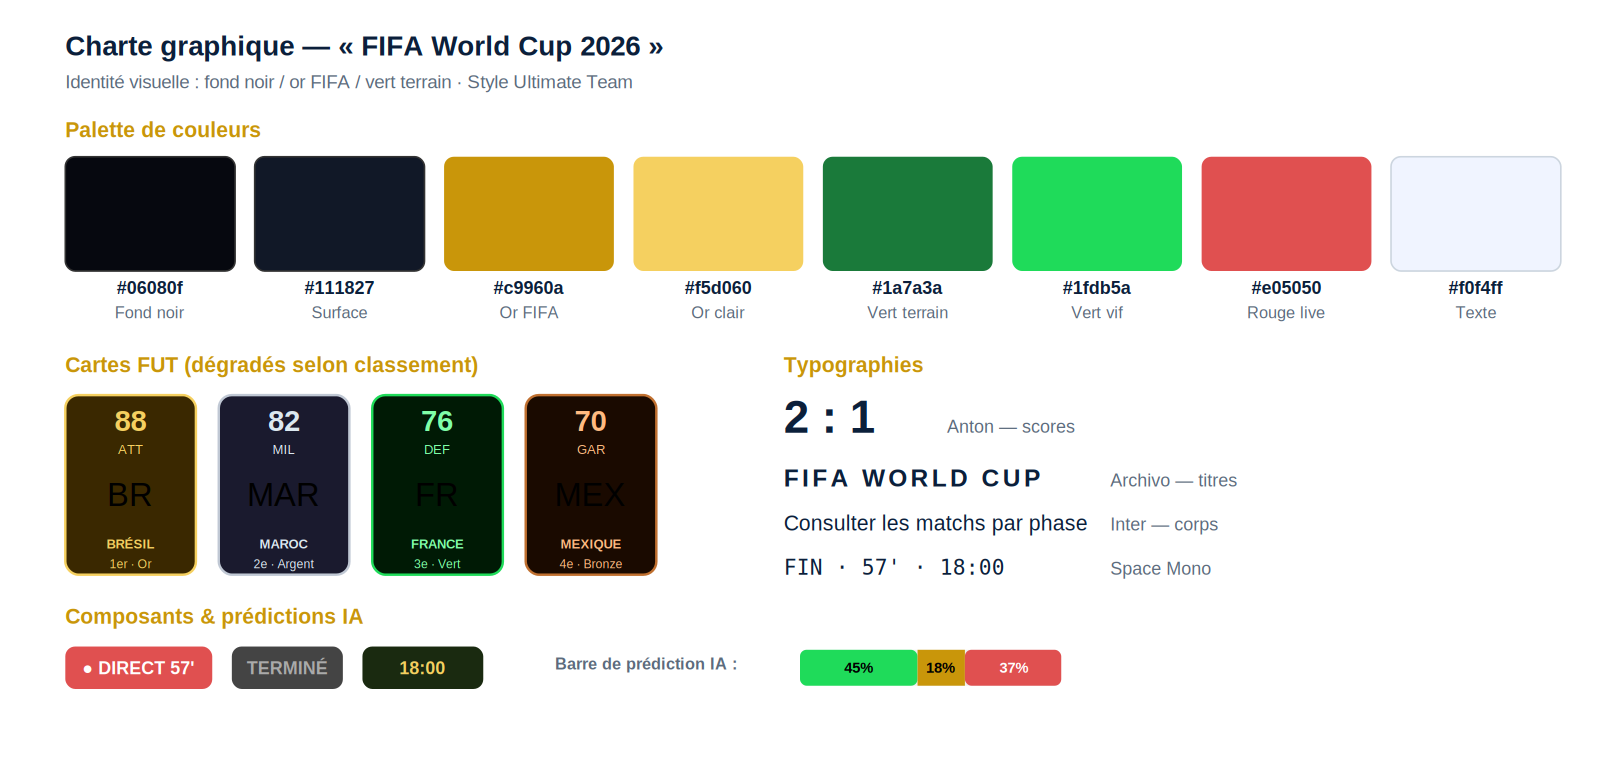 Charte graphique — « FIFA World Cup 2026 »
Identité visuelle : fond noir / or FIFA / vert terrain · Style Ultimate Team
Palette de couleurs
#06080f #111827 #c9960a #f5d060 #1a7a3a #1fdb5a #e05050 #f0f4ff
Fond noir Surface Or FIFA Or clair Vert terrain Vert vif Rouge live Texte
Cartes FUT (dégradés selon classement)
88 82 76 70
ATT MIL DEF GAR
BR MAR FR MEX
BRÉSIL MAROC FRANCE MEXIQUE
1er · Or 2e · Argent 3e · Vert 4e · Bronze
Typographies
2 : 1 Anton — scores
FIFA WORLD CUP Archivo — titres
Consulter les matchs par phase Inter — corps
FIN · 57' · 18:00 Space Mono
Composants & prédictions IA
● DIRECT 57' TERMINÉ 18:00 Barre de prédiction IA : 45% 18% 37%